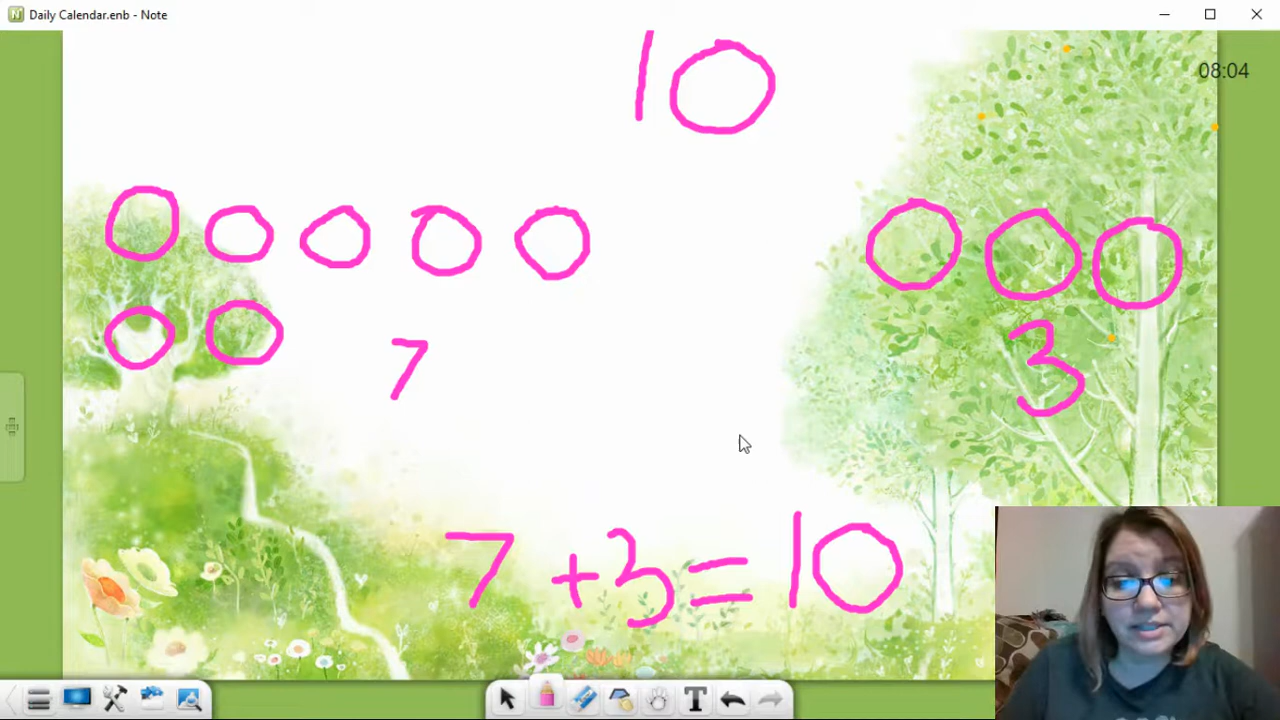 Daily Calendar.enb - Note
08:04
10
7
3
7 + 3 = 10
T